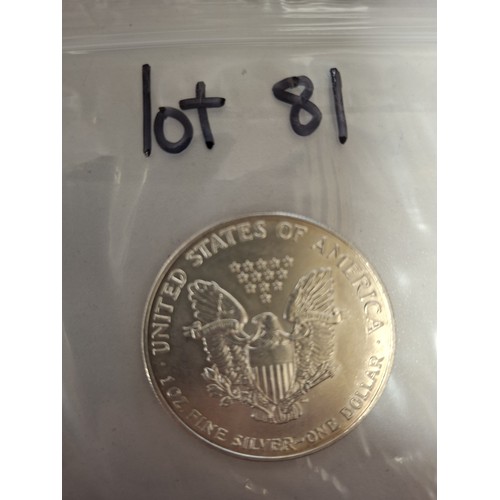 lot 81
UNITED STATES OF AMERICA
1 OZ. FINE SILVER~ONE DOLLAR